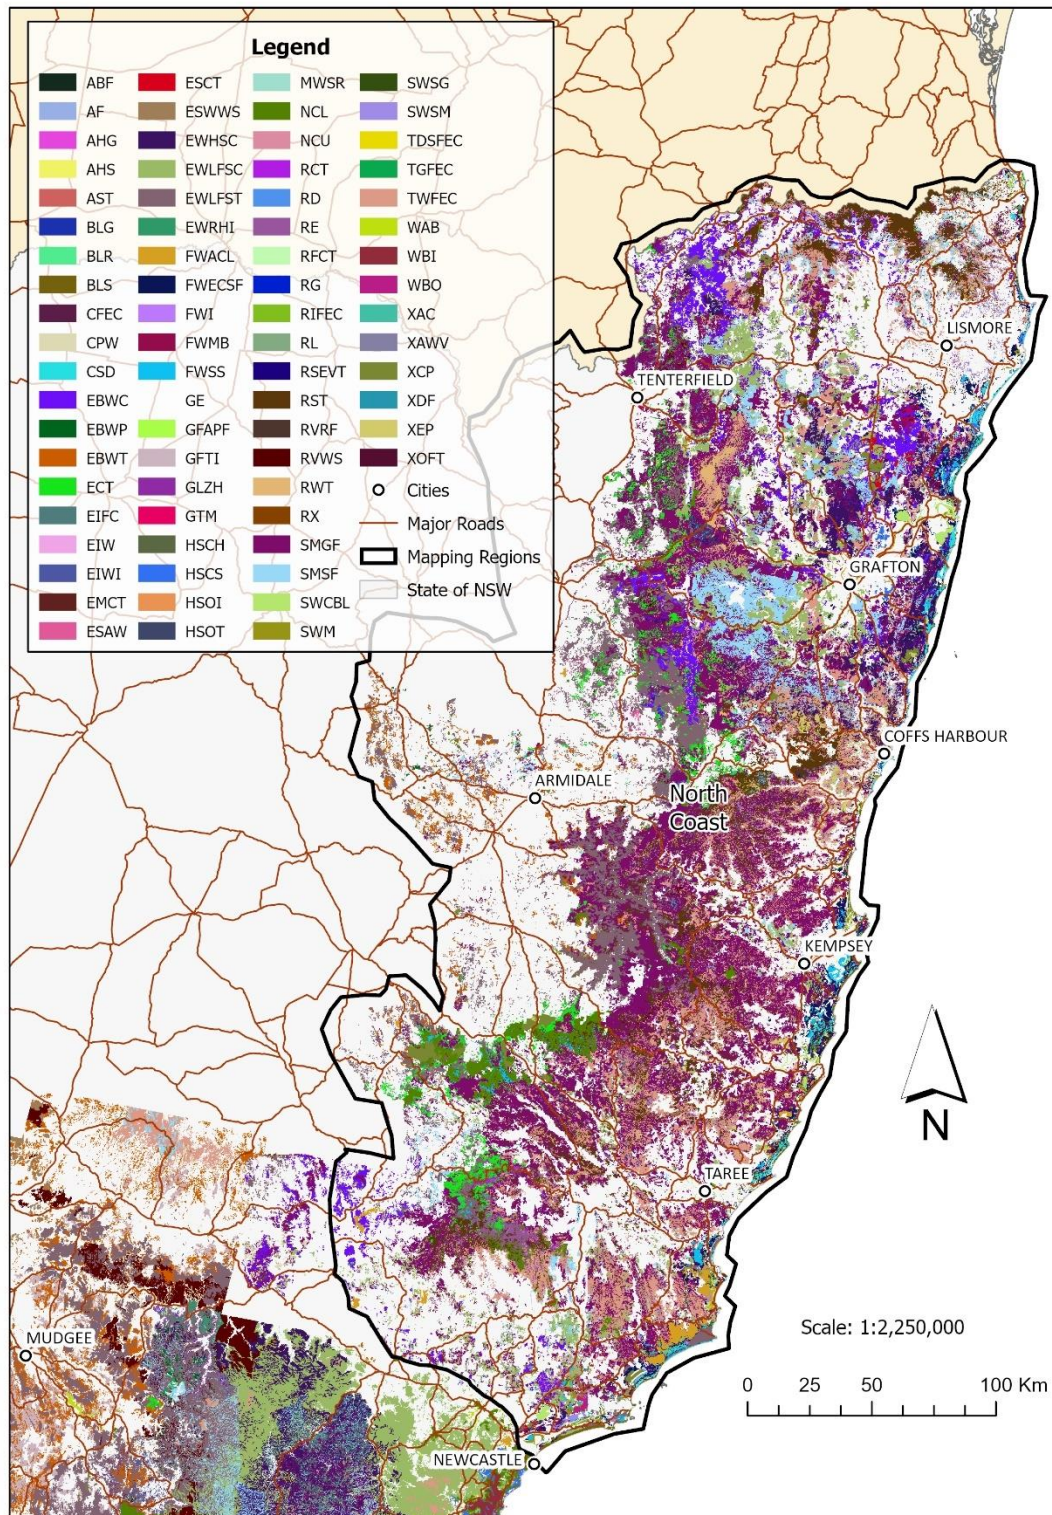 Legend
ABF
AF
AHG
AHS
AST
BLG
BLR
BLS
CFEC
CPW
CSD
EBWC
EBWP
EBWT
ECT
EIFC
EIW
EIWI
EMCT
ESAW
ESCT
ESWWS
EWHSC
EWLFSC
EWLFST
EWRHI
FWACL
FWECSF
FWI
FWMB
FWSS
GE
GFAPF
GFTI
GLZH
GTM
HSCH
HSCS
HSOI
HSOT
MWSR
NCL
NCU
RCT
RD
RE
RFCT
RG
RIFEC
RL
RSEVT
RST
RVRF
RVWS
RWT
RX
SMGF
SMSF
SWCBL
SWM
SWSG
SWSM
TDSFEC
TGFEC
TWFEC
WAB
WBI
WBO
XAC
XAWV
XCP
XDF
XEP
XOFT
Cities
Major Roads
Mapping Regions
State of NSW
LISMORE
TENTERFIELD
GRAFTON
COFFS HARBOUR
ARMIDALE
North
Coast
KEMPSEY
N
TAREE
MUDGEE
NEWCASTLE
Scale: 1:2,250,000
0 25 50 100 Km